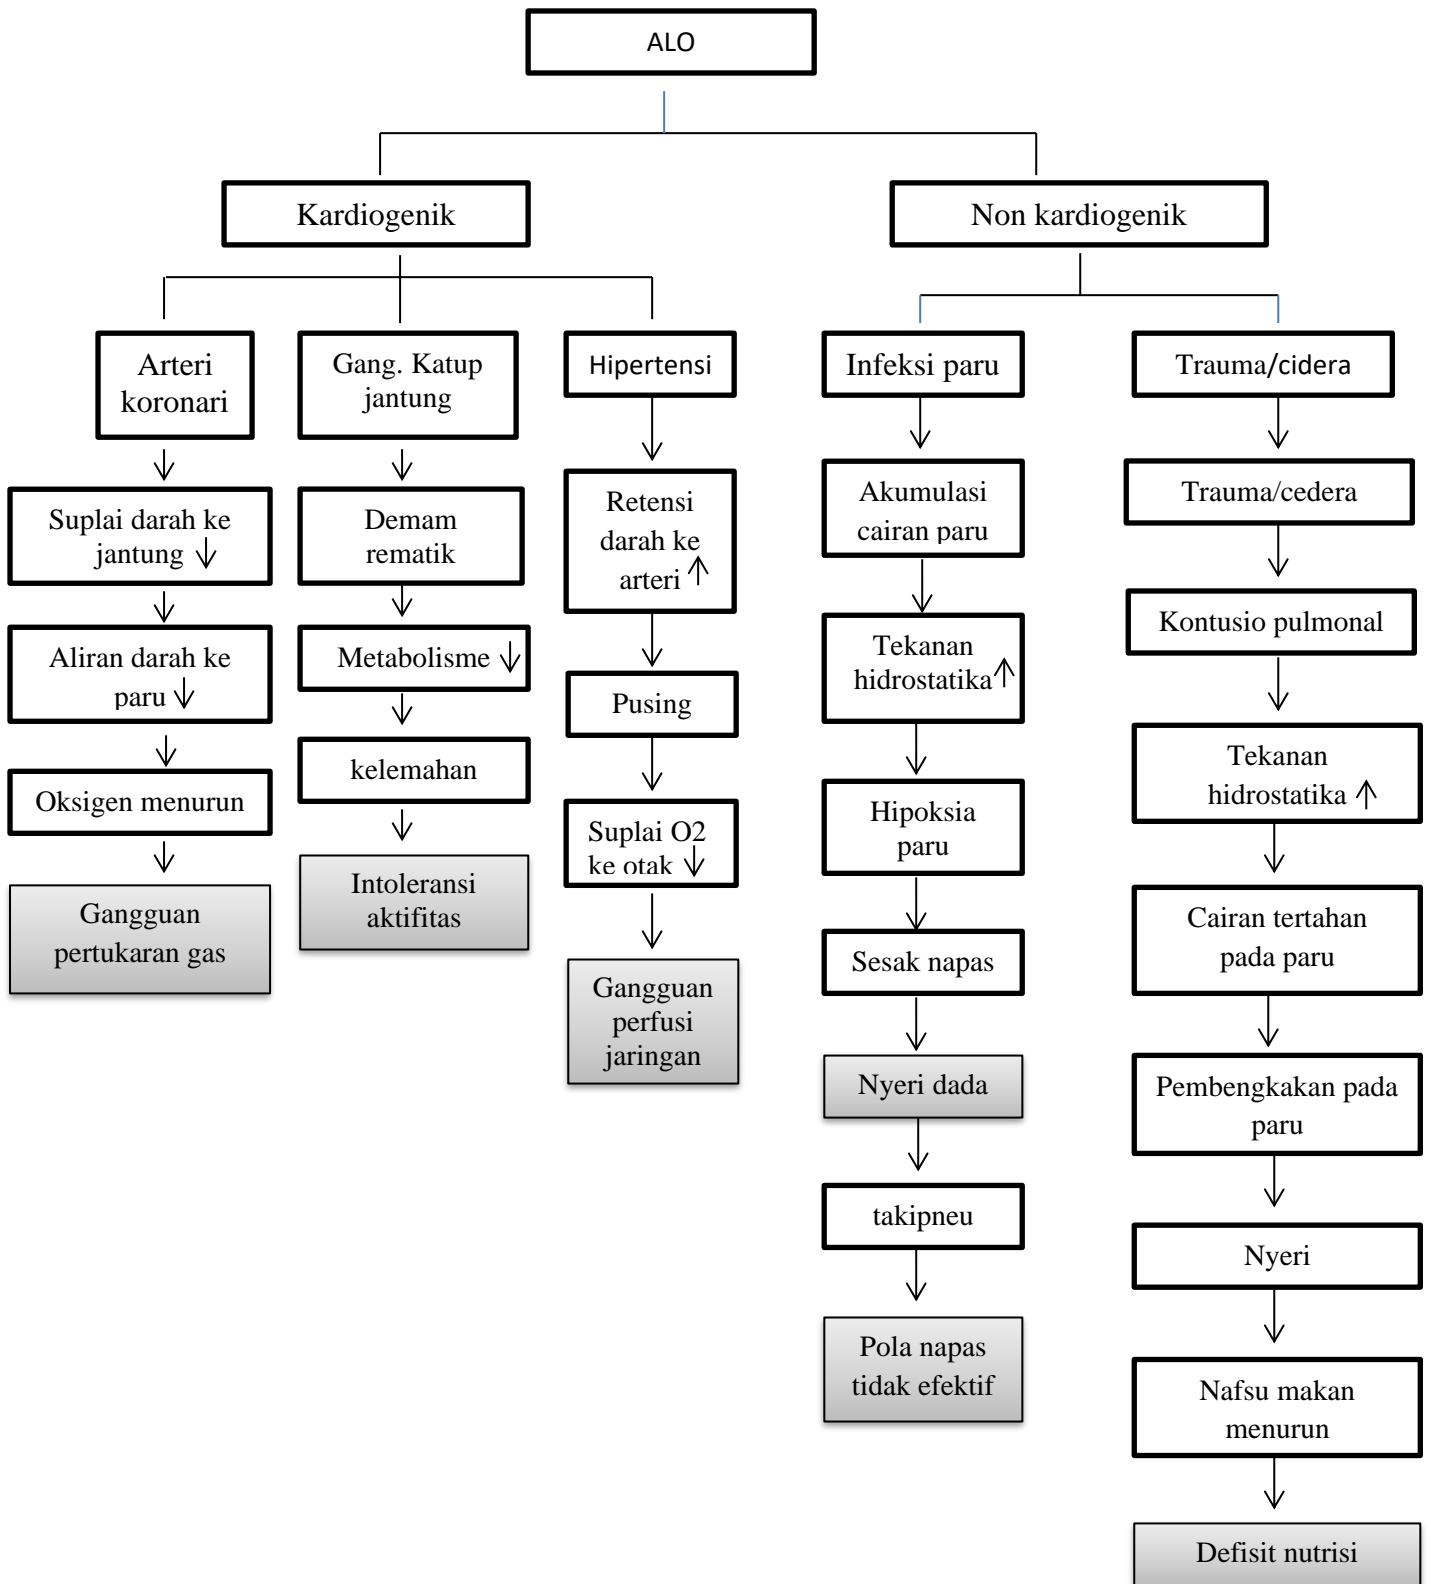 ALO
Kardiogenik
Non kardiogenik
Arteri
koronari
Gang. Katup
jantung
Hipertensi
Infeksi paru
Trauma/cidera
Suplai darah ke
jantung ↓
Demam
rematik
Retensi
darah ke
arteri ↑
Akumulasi
cairan paru
Trauma/cedera
Aliran darah ke
paru ↓
Metabolisme ↓
Pusing
Tekanan
hidrostatika ↑
Kontusio pulmonal
Oksigen menurun
kelemahan
Suplai O2
ke otak ↓
Hipoksia
paru
Tekanan
hidrostatika ↑
Gangguan
pertukaran gas
Intoleransi
aktifitas
Gangguan
perfusi
jaringan
Sesak napas
Cairan tertahan
pada paru
Nyeri dada
Pembengkakan pada
paru
takipneu
Nyeri
Pola napas
tidak efektif
Nafsu makan
menurun
Defisit nutrisi